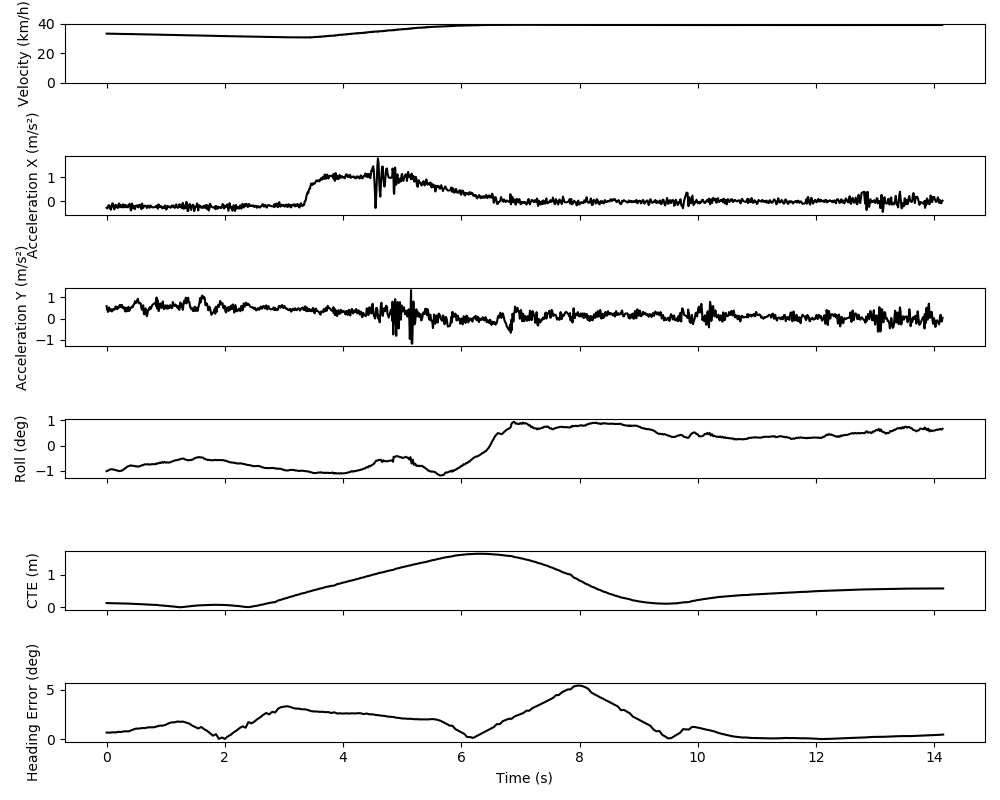 Velocity (km/h)
40
20
0
Acceleration X (m/s²)
1
0
Acceleration Y (m/s²)
1
0
−1
Roll (deg)
1
0
−1
CTE (m)
1
0
Heading Error (deg)
5
0
0 2 4 6 8 10 12 14
Time (s)